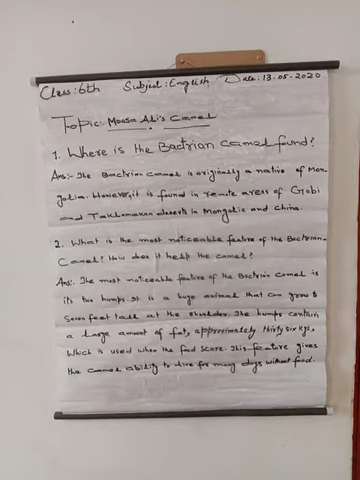 Class:6th Subject:English Date:13.05.2020
Topic:. Moosa Ali's Camel
1. Where is the Bactrian camel found?
Ans:- The Bactrian camel is originally a native of Mon-
golia. However, it is found in remote areas of Gobi
and Taklamakan deserts in Mongolia and China.
2. What is the most noticeable feature of the Bactrian-
Camel? How does it help the camel?
Ans:. The most noticeable feature of the Bactrian camel is
its two humps. It is a huge animal that can grow to
seven feet tall at the shoulder. The humps contain
a large amount of fat, approximately thirty six kgs,
Which is used when the food scare. This feature gives
the camel ability to live for many days without food.